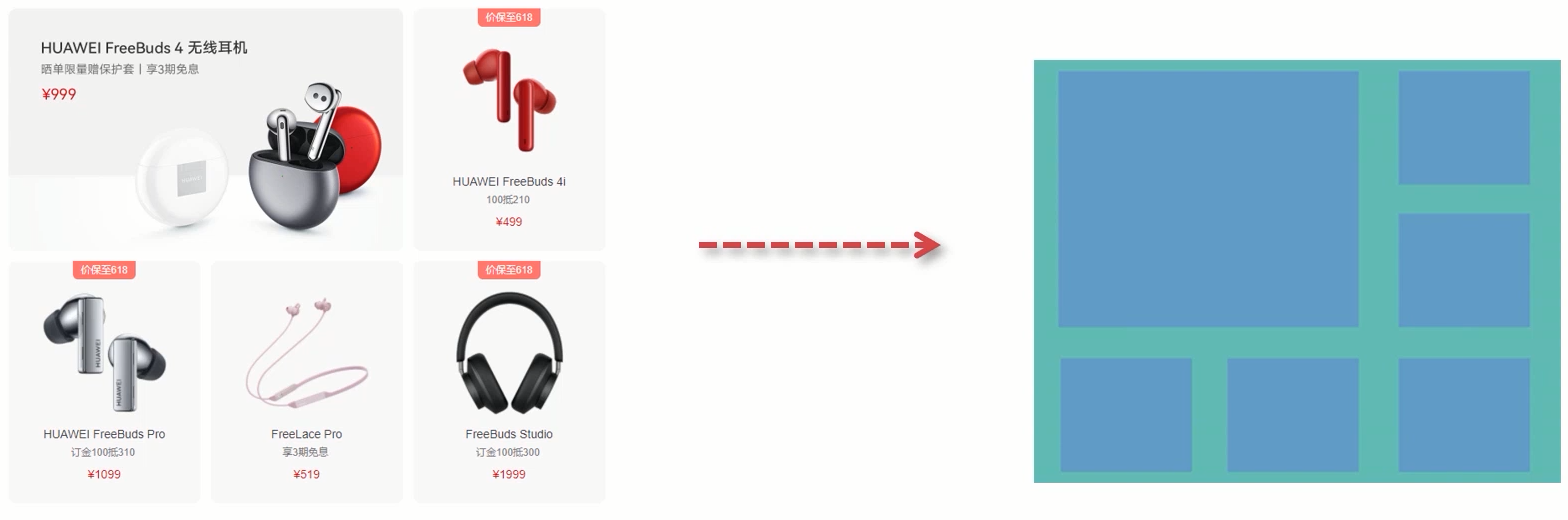 HUAWEI FreeBuds 4 无线耳机
晒单限量赠保护套丨享3期免息
¥999
价保至618
HUAWEI FreeBuds 4i
100抵210
¥499
价保至618
HUAWEI
HUAWEI
HUAWEI FreeBuds Pro
订金100抵310
¥1099
FreeLace Pro
享3期免息
¥519
价保至618
FreeBuds Studio
订金100抵300
¥1999